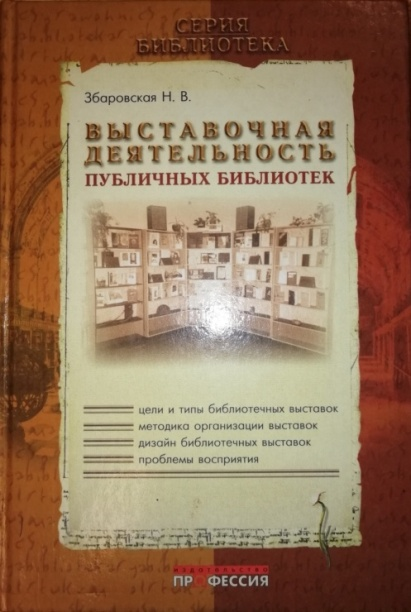 СЕРИЯ
БИБЛИОТЕКА
Збаровская Н. В.
ВЫСТАВОЧНАЯ
ДЕЯТЕЛЬНОСТЬ
ПУБЛИЧНЫХ БИБЛИОТЕК
цели и типы библиотечных выставок
методика организации выставок
дизайн библиотечных выставок
проблемы восприятия
ИЗДАТЕЛЬСТВО
ПРОФЕССИЯ